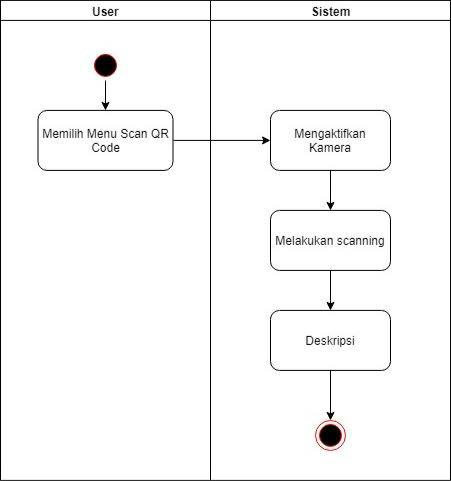 User
Sistem
Memilih Menu Scan QR
Code
Mengaktifkan
Kamera
Melakukan scanning
Deskripsi